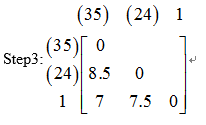 (35) (24) 1
(35) 0
Step3: (24) 8.5 0
1 7 7.5 0